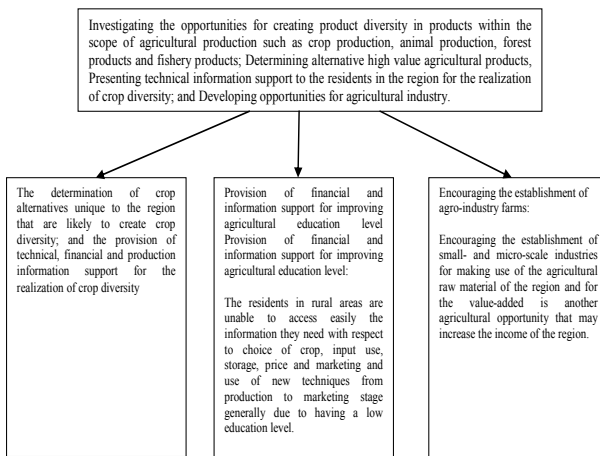 Investigating the opportunities for creating product diversity in products within the
scope of agricultural production such as crop production, animal production, forest
products and fishery products; Determining alternative high value agricultural products,
Presenting technical information support to the residents in the region for the realization
of crop diversity; and Developing opportunities for agricultural industry.
The determination of crop
alternatives unique to the region
that are likely to create crop
diversity; and the provision of
technical, financial and production
information support for the
realization of crop diversity
Provision of financial and
information support for improving
agricultural education level
Provision of financial and
information support for improving
agricultural education level:
The residents in rural areas are
unable to access easily the
information they need with respect
to choice of crop, input use,
storage, price and marketing and
use of new techniques from
production to marketing stage
generally due to having a low
education level.
Encouraging the establishment of
agro-industry farms:
Encouraging the establishment of
small- and micro-scale industries
for making use of the agricultural
raw material of the region and for
the value-added is another
agricultural opportunity that may
increase the income of the region.